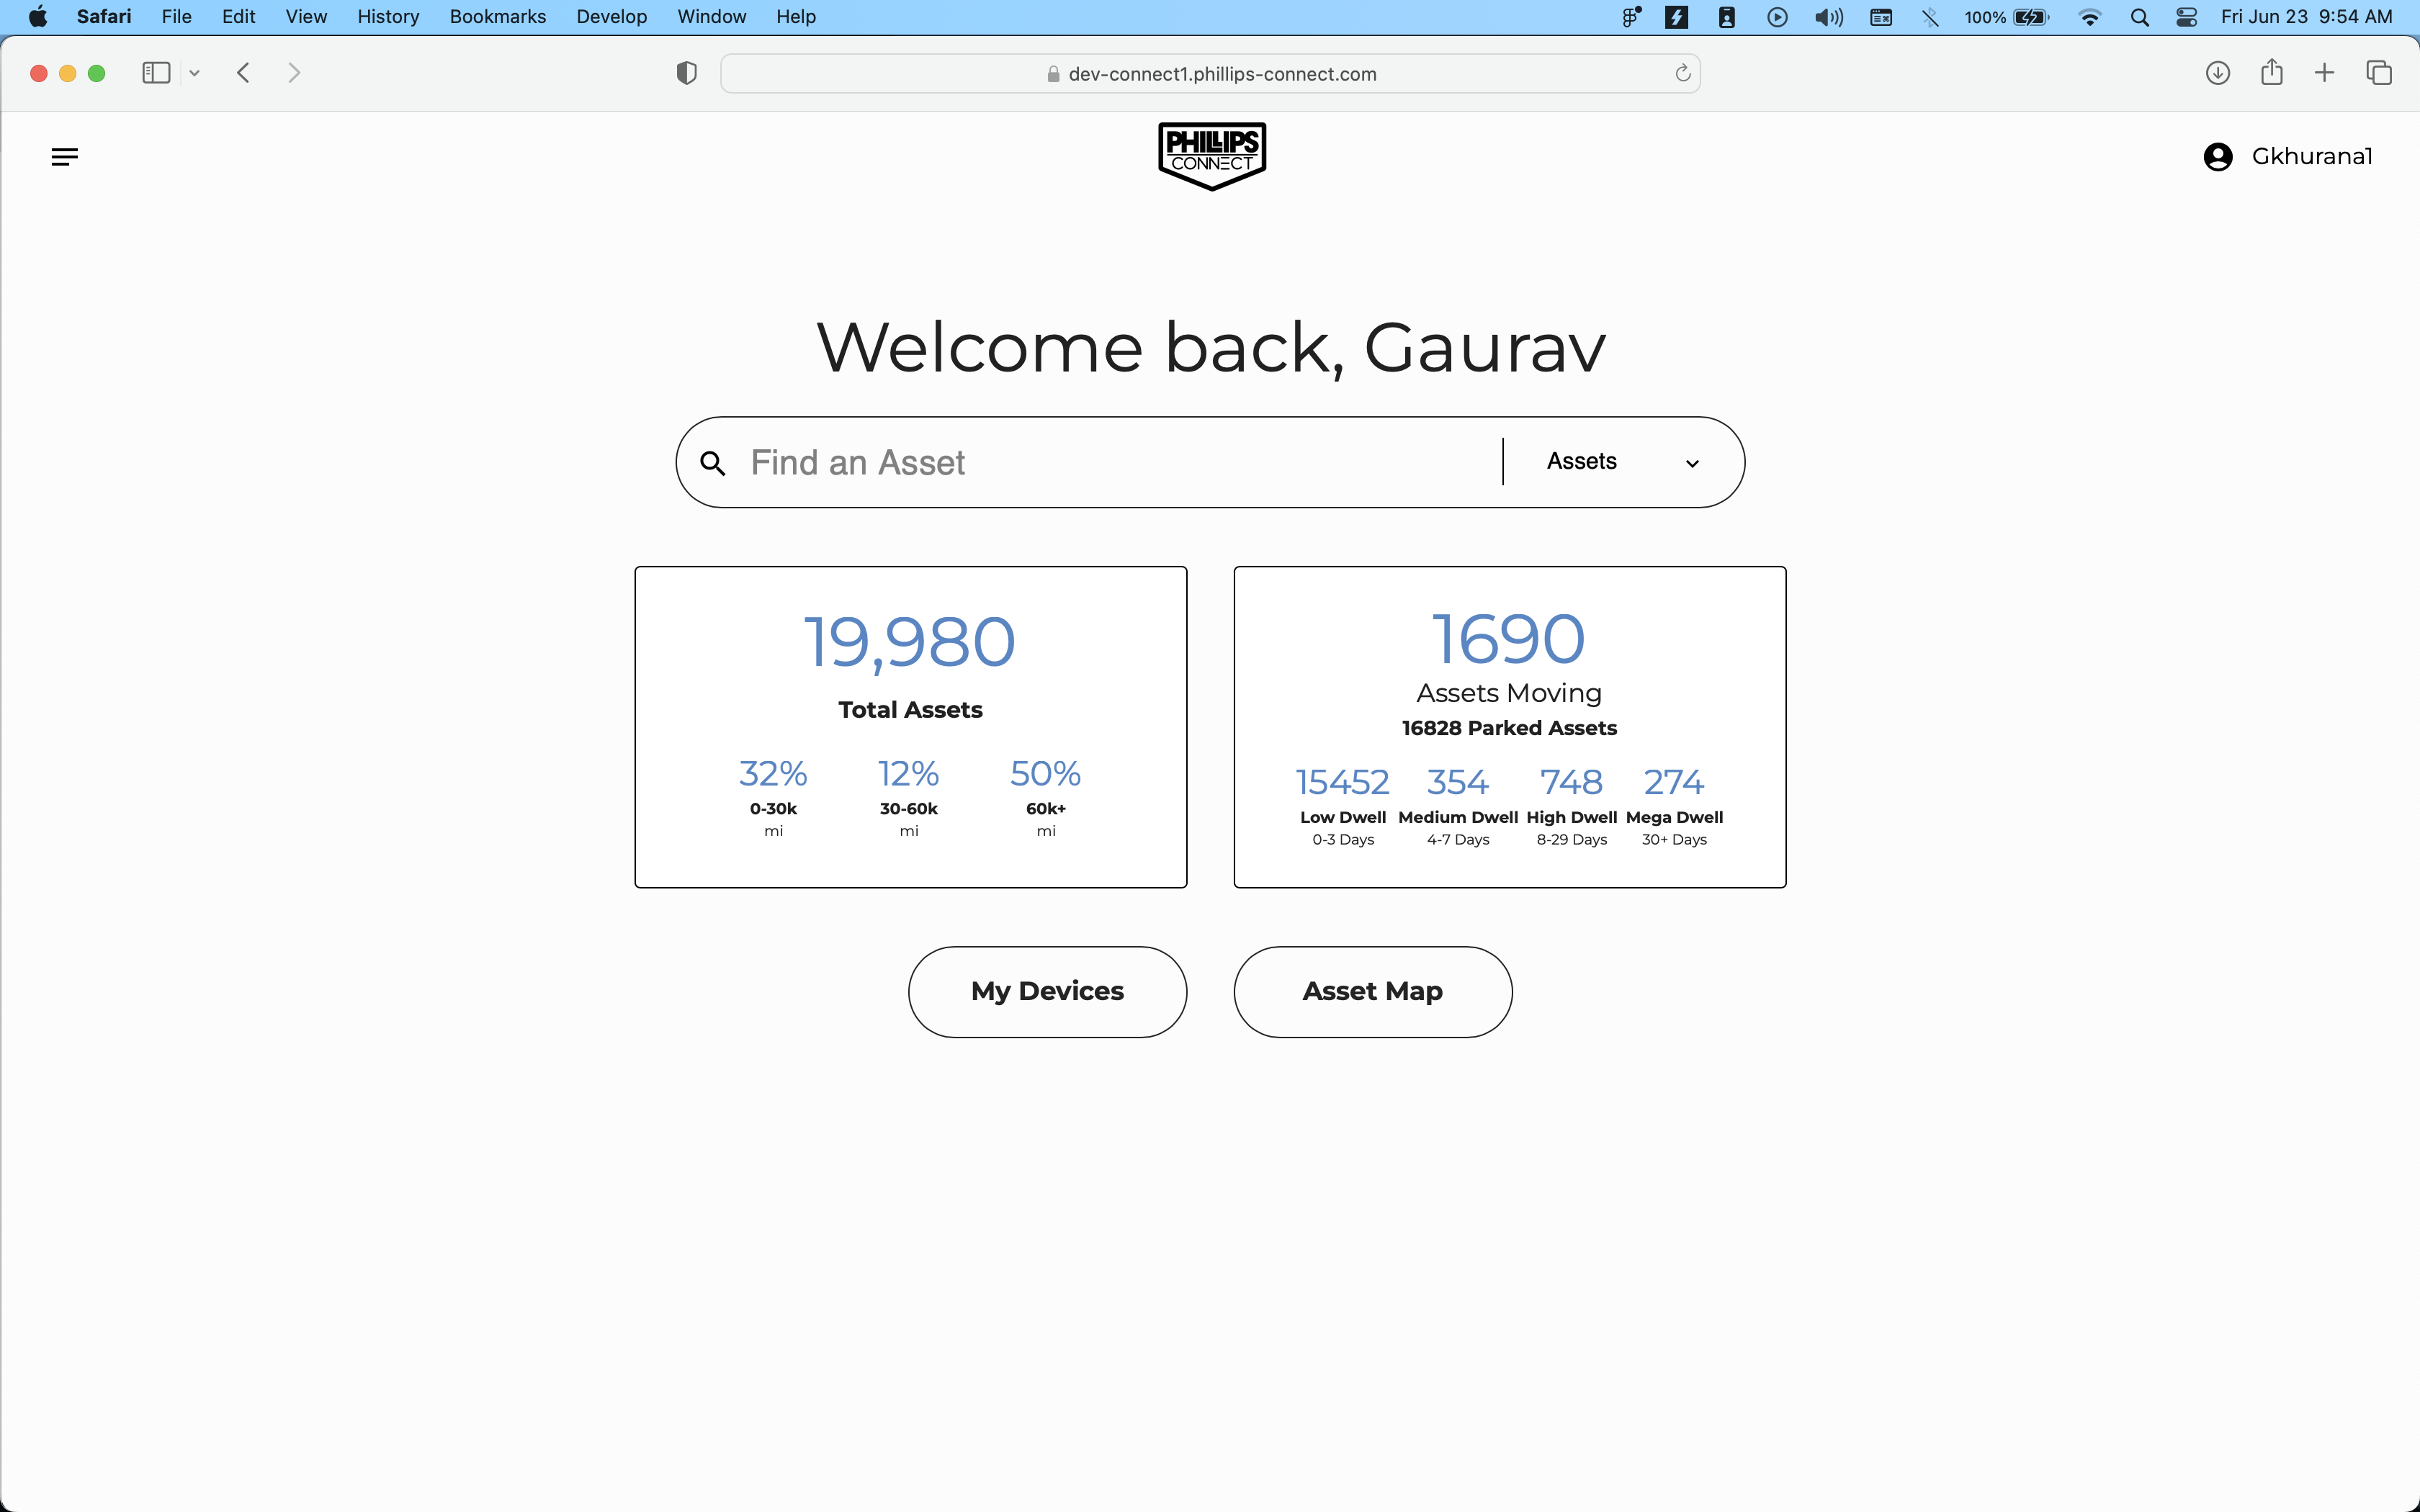 Safari File Edit View History Bookmarks Develop Window Help 100% Fri Jun 23 9:54 AM
dev-connect1.phillips-connect.com
PHILLIPS
CONNECT
Gkhurana1
Welcome back, Gaurav
Find an Asset Assets
19,980
Total Assets
32% 12% 50%
0-30k 30-60k 60k+
mi mi mi
1690
Assets Moving
16828 Parked Assets
15452 354 748 274
Low Dwell Medium Dwell High Dwell Mega Dwell
0-3 Days 4-7 Days 8-29 Days 30+ Days
My Devices Asset Map